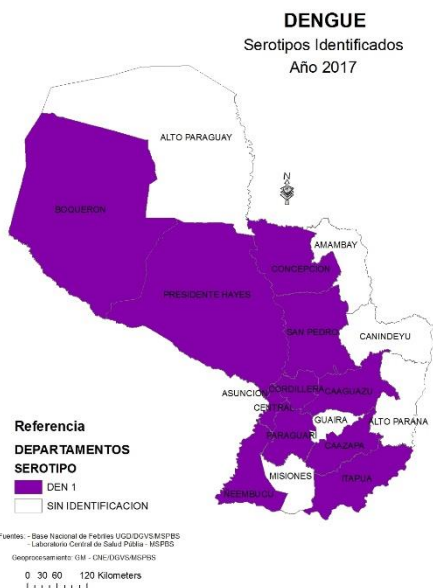 DENGUE
Serotipos Identificados
Año 2017
ALTO PARAGUAY
N
BOQUERON
AMAMBAY
CONCEPCION
PRESIDENTE HAYES
SAN PEDRO
CANINDEYU
ASUNCION
CORDILLERA
CAAGUAZU
CENTRAL
GUAIRA
ALTO PARANA
PARAGUARI
CAAZAPA
MISIONES
ITAPUA
ÑEEMBUCU
Referencia
DEPARTAMENTOS
SEROTIPO
DEN 1
SIN IDENTIFICACION
Fuentes: - Base Nacional de Febriles UGD/DGVS/MSPBS
- Laboratorio Central de Salud Pública - MSPBS
Geoprocesamiento: GM - CNE/DGVS/MSPBS
0 30 60 120 Kilometers